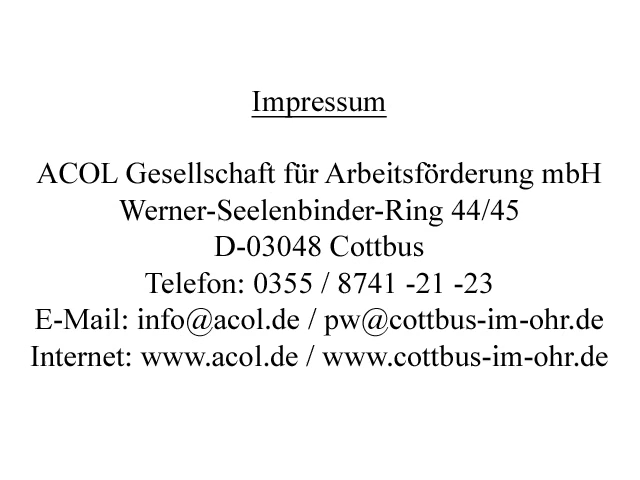 Impressum
ACOL Gesellschaft für Arbeitsförderung mbH
Werner-Seelenbinder-Ring 44/45
D-03048 Cottbus
Telefon: 0355 / 8741 -21 -23
E-Mail: info@acol.de / pw@cottbus-im-ohr.de
Internet: www.acol.de / www.cottbus-im-ohr.de